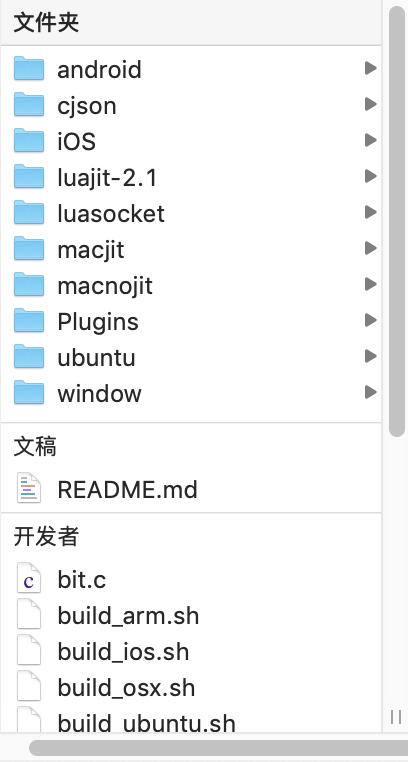 文件夹
android
cjson
iOS
luajit-2.1
luasocket
macjit
macnojit
Plugins
ubuntu
window
文稿
README.md
开发者
c bit.c
build_arm.sh
build_ios.sh
build_osx.sh
build_ubuntu.sh